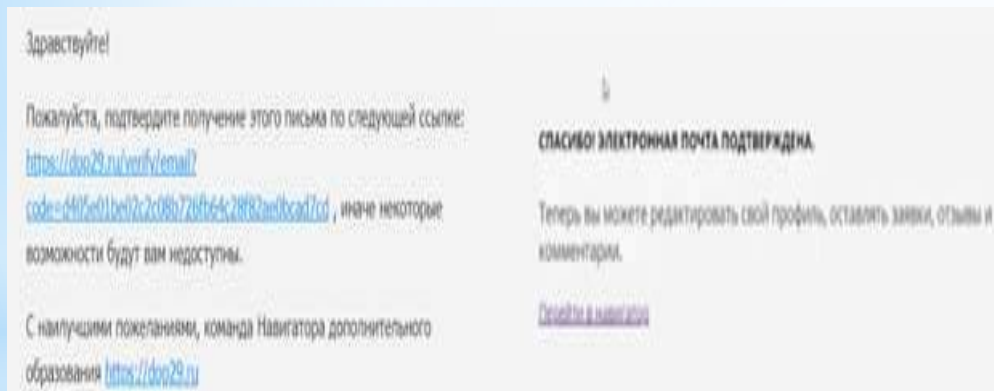 Здравствуйте!
Пожалуйста, подтвердите получение этого письма по следующей ссылке:
https://dop29.ru/verify/email?
, иначе некоторые
возможности будут вам недоступны.
С наилучшими пожеланиями, команда Навигатора дополнительного
образования https://dop29.ru
СПАСИБО! ЭЛЕКТРОННАЯ ПОЧТА ПОДТВЕРЖДЕНА.
Теперь вы можете редактировать свой профиль, оставлять заявки, отзывы и
комментарии.
Перейти в навигатор